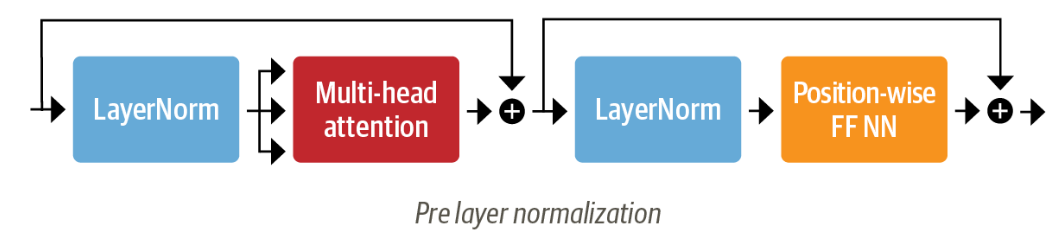 LayerNorm
Multi-head
attention
+
LayerNorm
Position-wise
FF NN
+
Pre layer normalization